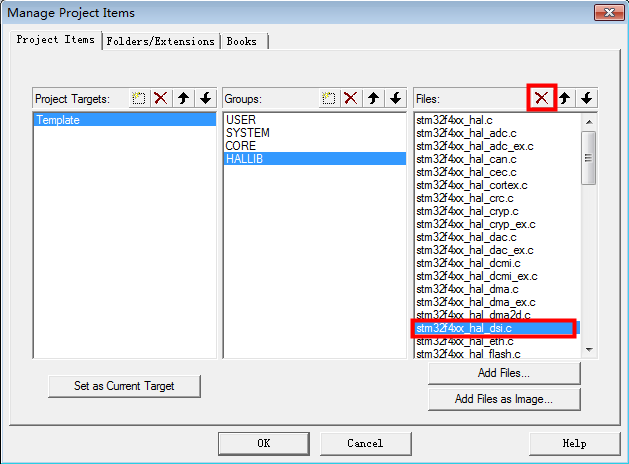 Manage Project Items
Project Items Folders/Extensions Books
Project Targets: Groups: Files:
Template
USER
SYSTEM
CORE
HALLIB
stm32f4xx_hal.c
stm32f4xx_hal_adc.c
stm32f4xx_hal_adc_ex.c
stm32f4xx_hal_can.c
stm32f4xx_hal_cec.c
stm32f4xx_hal_cortex.c
stm32f4xx_hal_crc.c
stm32f4xx_hal_cryp.c
stm32f4xx_hal_cryp_ex.c
stm32f4xx_hal_dac.c
stm32f4xx_hal_dac_ex.c
stm32f4xx_hal_dcmi.c
stm32f4xx_hal_dcmi_ex.c
stm32f4xx_hal_dma.c
stm32f4xx_hal_dma_ex.c
stm32f4xx_hal_dma2d.c
stm32f4xx_hal_dsi.c
stm32f4xx_hal_eth.c
stm32f4xx_hal_flash.c
Set as Current Target
Add Files...
Add Files as Image...
OK Cancel Help